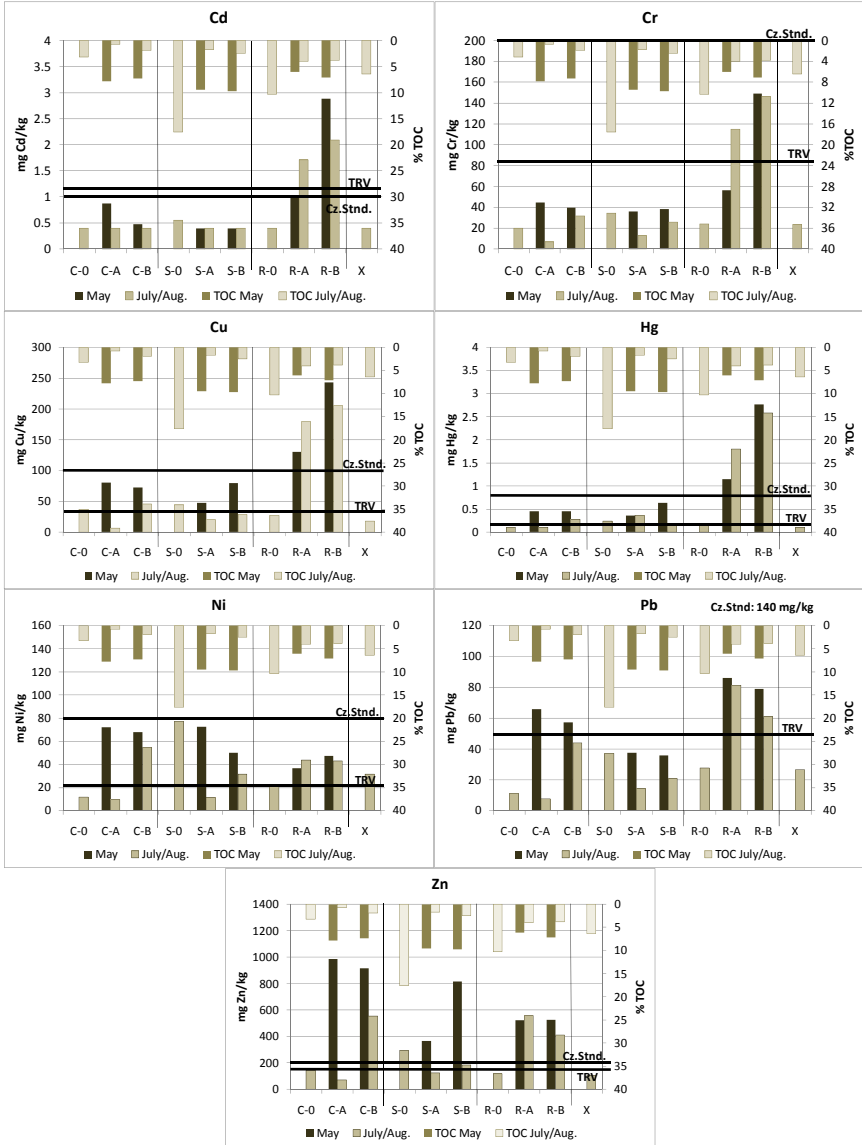 Cd
Cr
4 0
3.5 5
3 10
2.5 15
2 20
1.5 25
1 30
0.5 35
0 40
mg Cd/kg
% TOC
TRV
Cz.Stnd.
C-0 C-A C-B S-0 S-A S-B R-0 R-A R-B X
May July/Aug. TOC May TOC July/Aug.
Cz.Stnd.
200 0
180 4
160 8
140 12
120 16
100 20
80 24
60 28
40 32
20 36
0 40
mg Cr/kg
%TOC
TRV
C-0 C-A C-B S-0 S-A S-B R-0 R-A R-B X
May July/Aug. TOC May TOC July/Aug.
Cu
Hg
300 0
250 5
200 10
150 15
100 20
50 25
0 30
35
40
mg Cu/kg
% TOC
Cz.Stnd.
TRV
C-0 C-A C-B S-0 S-A S-B R-0 R-A R-B X
May July/Aug. TOC May TOC July/Aug.
4 0
3.5 5
3 10
2.5 15
2 20
1.5 25
1 30
0.5 35
0 40
mg Hg/kg
% TOC
Cz.Stnd.
TRV
C-0 C-A C-B S-0 S-A S-B R-0 R-A R-B X
May July/Aug. TOC May TOC July/Aug.
Ni
Pb
Cz.Stnd: 140 mg/kg
160 0
140 5
120 10
100 15
80 20
60 25
40 30
20 35
0 40
mg Ni/kg
% TOC
Cz.Stnd.
TRV
C-0 C-A C-B S-0 S-A S-B R-0 R-A R-B X
May July/Aug. TOC May TOC July/Aug.
120 0
100 5
80 10
60 15
40 20
20 25
0 30
35
40
mg Pb/kg
% TOC
TRV
C-0 C-A C-B S-0 S-A S-B R-0 R-A R-B X
May July/Aug. TOC May TOC July/Aug.
Zn
1400 0
1200 5
1000 10
800 15
600 20
400 25
200 30
0 35
40
mg Zn/kg
% TOC
Cz.Stnd.
TRV
C-0 C-A C-B S-0 S-A S-B R-0 R-A R-B X
May July/Aug. TOC May TOC July/Aug.